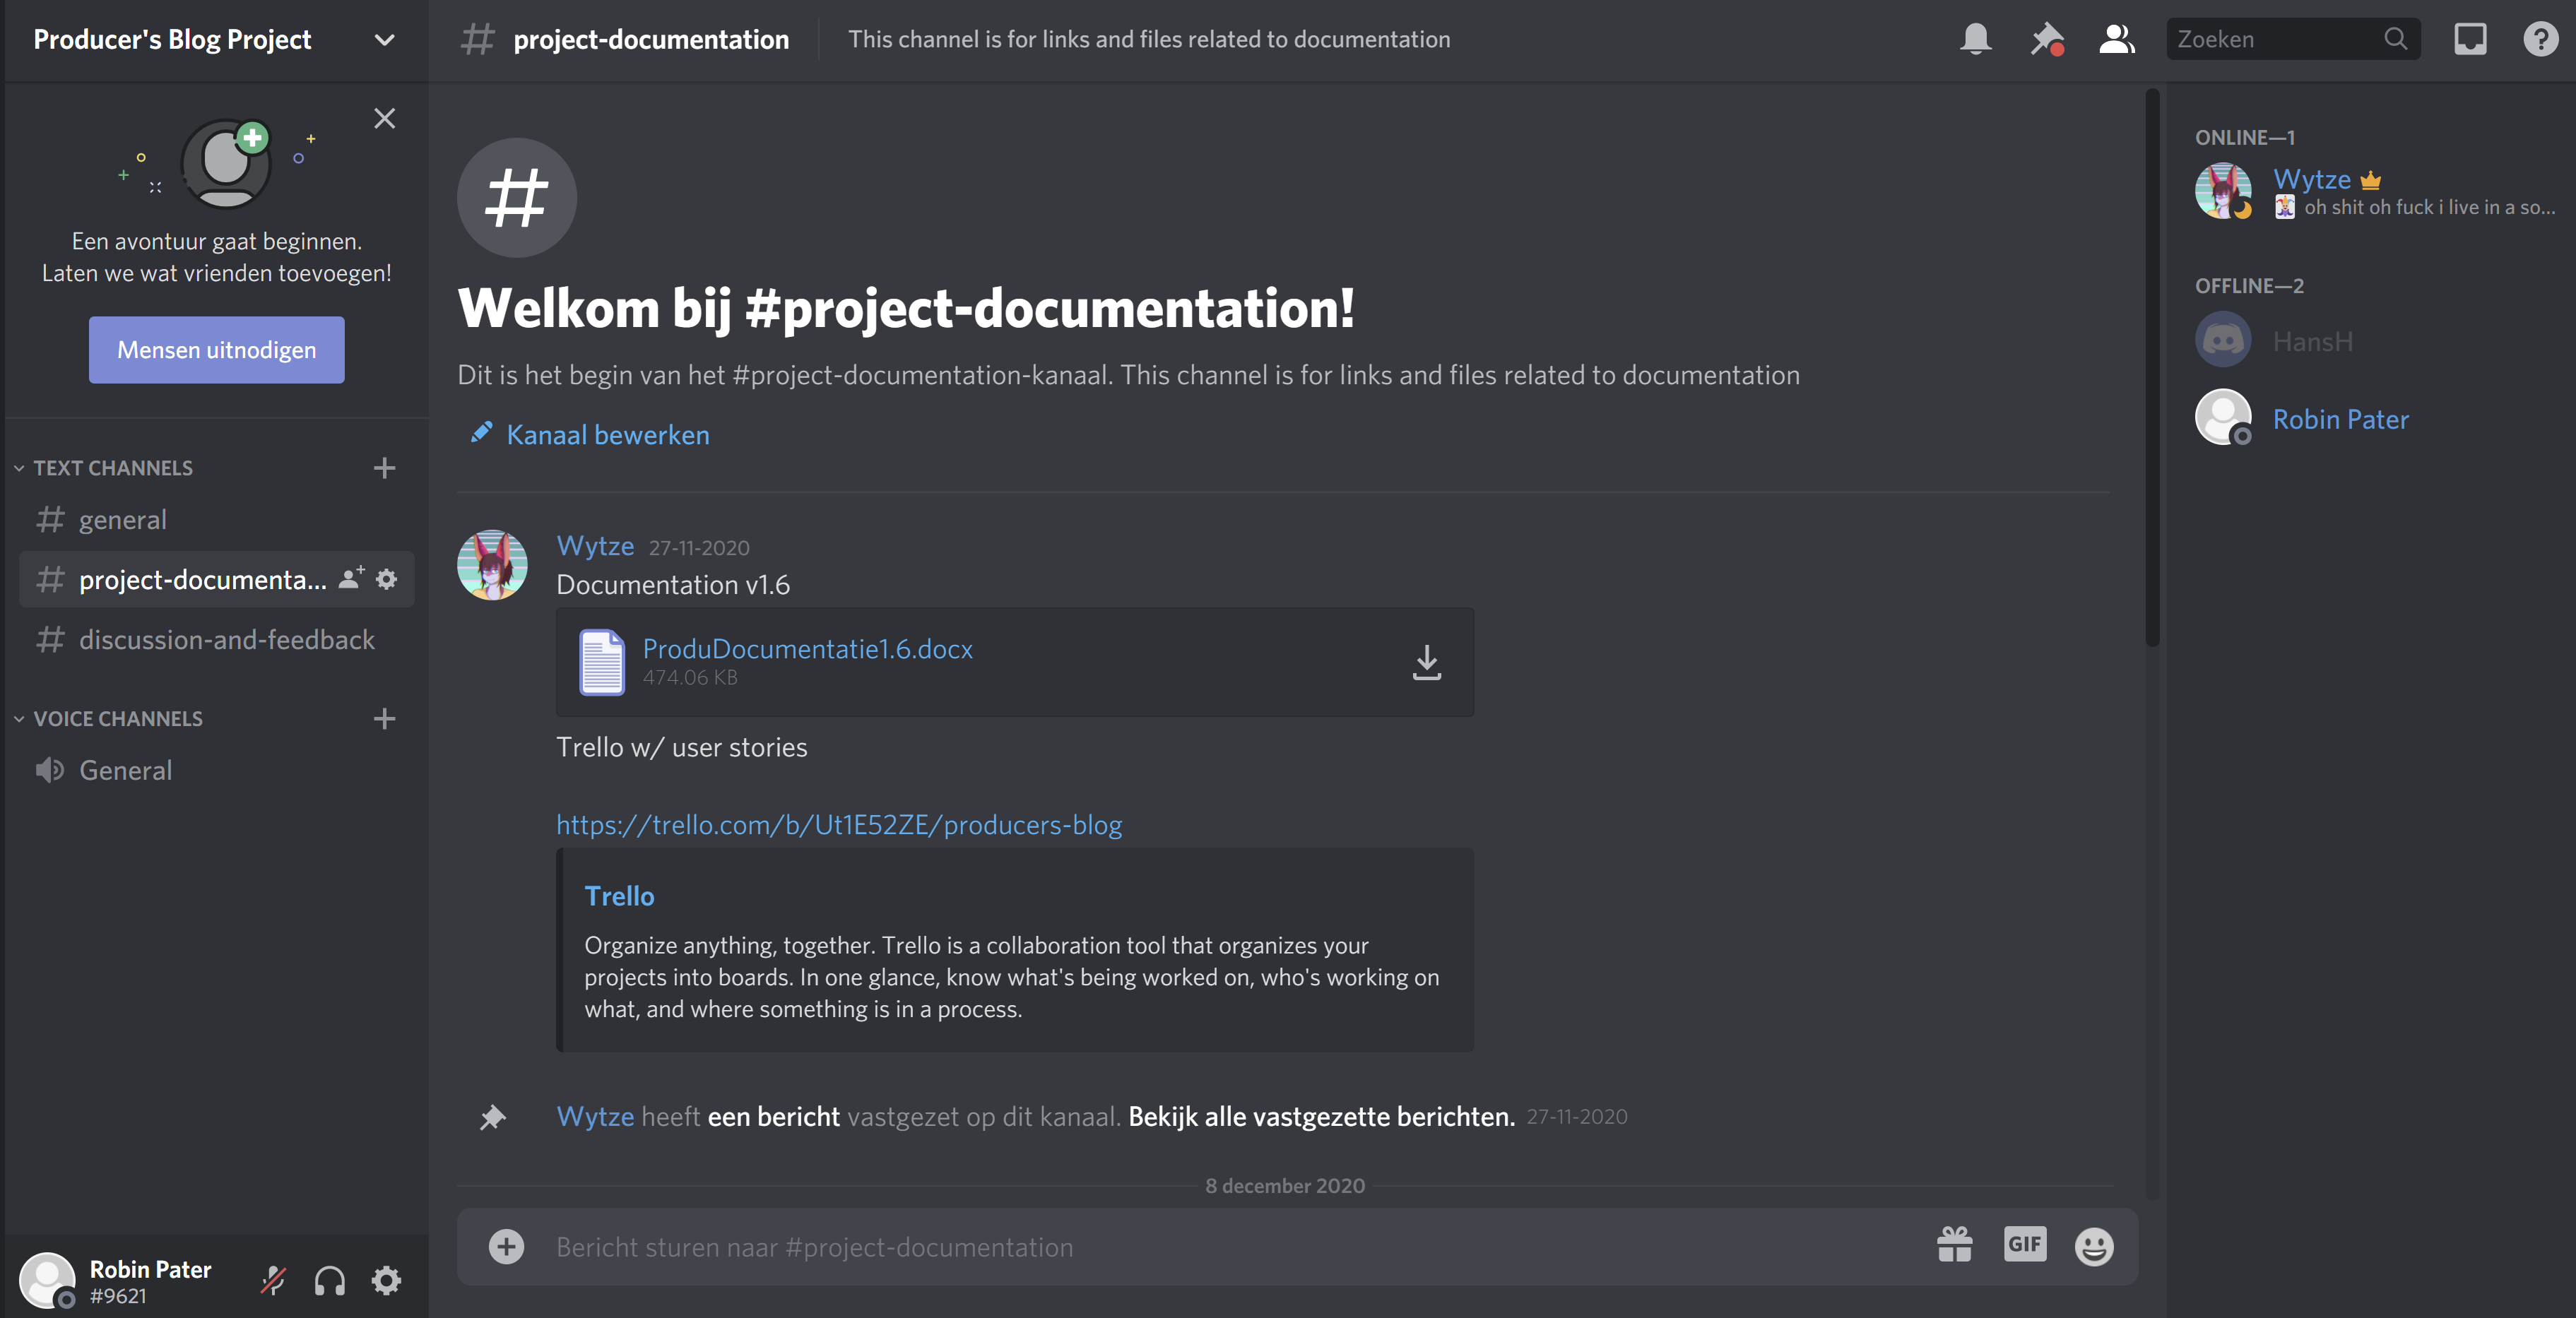 Producer's Blog Project
Een avontuur gaat beginnen.
Laten we wat vrienden toevoegen!
Mensen uitnodigen
TEXT CHANNELS
general
project-documenta...
discussion-and-feedback
VOICE CHANNELS
General
Robin Pater
#9621
project-documentation
This channel is for links and files related to documentation
Zoeken
Welkom bij #project-documentation!
Dit is het begin van het #project-documentation-kanaal. This channel is for links and files related to documentation
Kanaal bewerken
Wytze 27-11-2020
Documentation v1.6
ProduDocumentatie1.6.docx
474.06 KB
Trello w/ user stories
https://trello.com/b/Ut1E52ZE/producers-blog
Trello
Organize anything, together. Trello is a collaboration tool that organizes your
projects into boards. In one glance, know what's being worked on, who's working on
what, and where something is in a process.
Wytze heeft een bericht vastgezet op dit kanaal. Bekijk alle vastgezette berichten. 27-11-2020
8 december 2020
Bericht sturen naar #project-documentation
GIF
ONLINE—1
Wytze
oh shit oh fuck i live in a so...
OFFLINE—2
HansH
Robin Pater